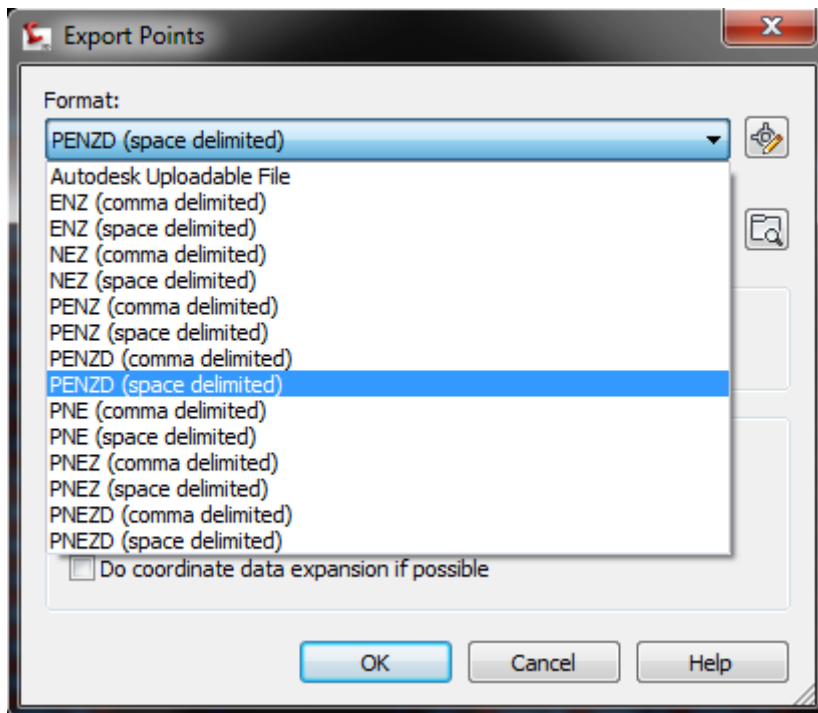 Export Points
Format:
PENZD (space delimited)
Autodesk Uploadable File
ENZ (comma delimited)
ENZ (space delimited)
NEZ (comma delimited)
NEZ (space delimited)
PENZ (comma delimited)
PENZ (space delimited)
PENZD (comma delimited)
PENZD (space delimited)
PNE (comma delimited)
PNE (space delimited)
PNEZ (comma delimited)
PNEZ (space delimited)
PNEZD (comma delimited)
PNEZD (space delimited)
Do coordinate data expansion if possible
OK Cancel Help